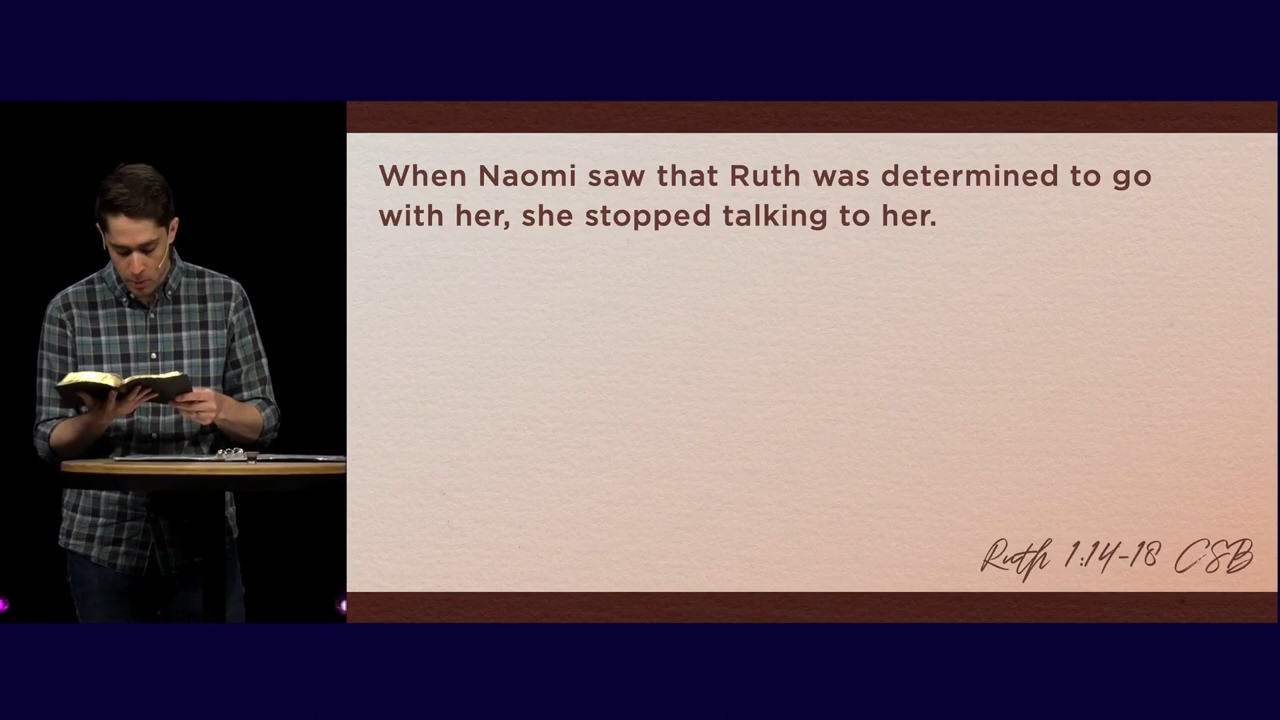 When Naomi saw that Ruth was determined to go
with her, she stopped talking to her.
Ruth 1:14-18 CSB